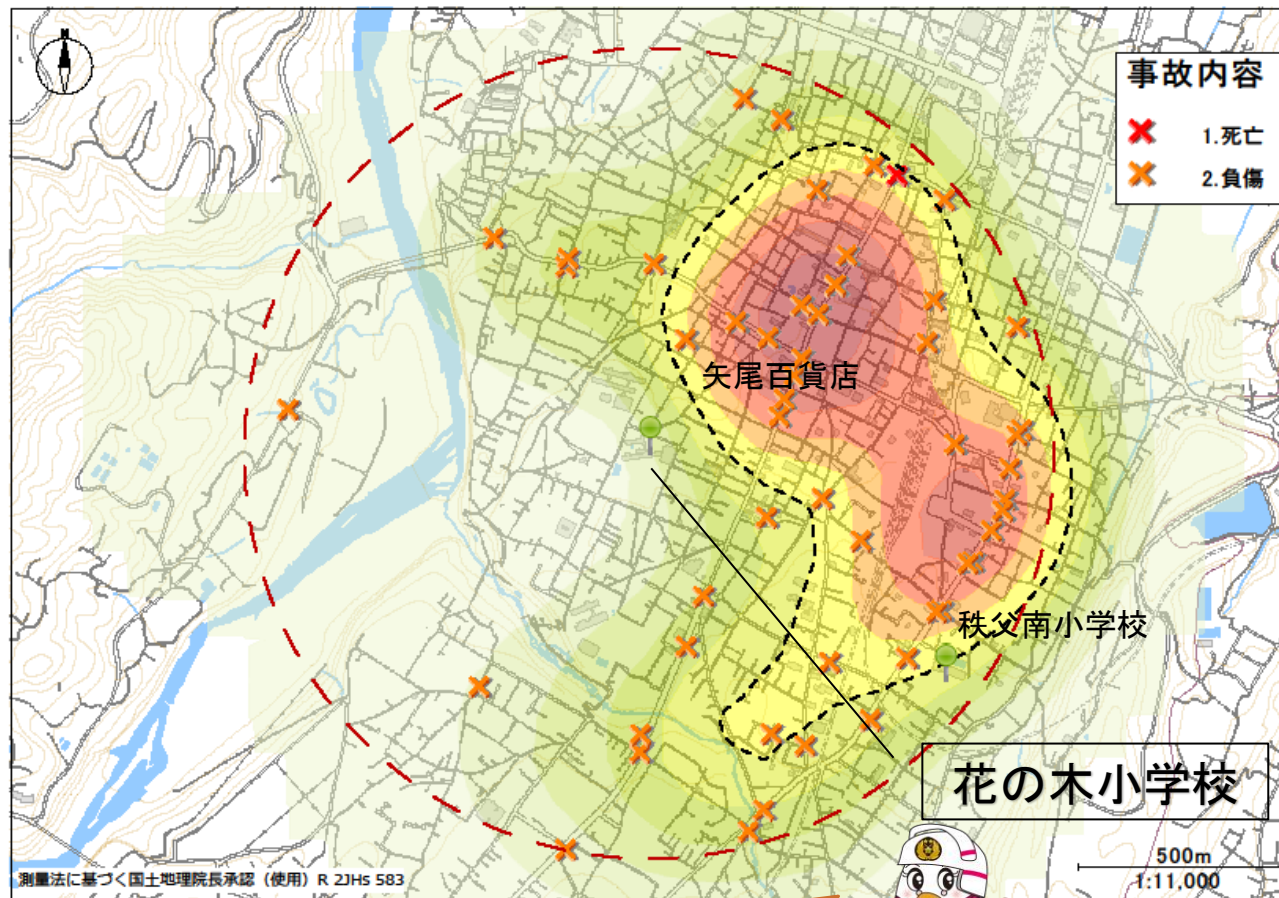 N
事故内容
1.死亡
2.負傷
矢尾百貨店
秩父南小学校
花の木小学校
500m
1:11,000
測量法に基づく国土地理院長承認(使用)R 2JHs 583